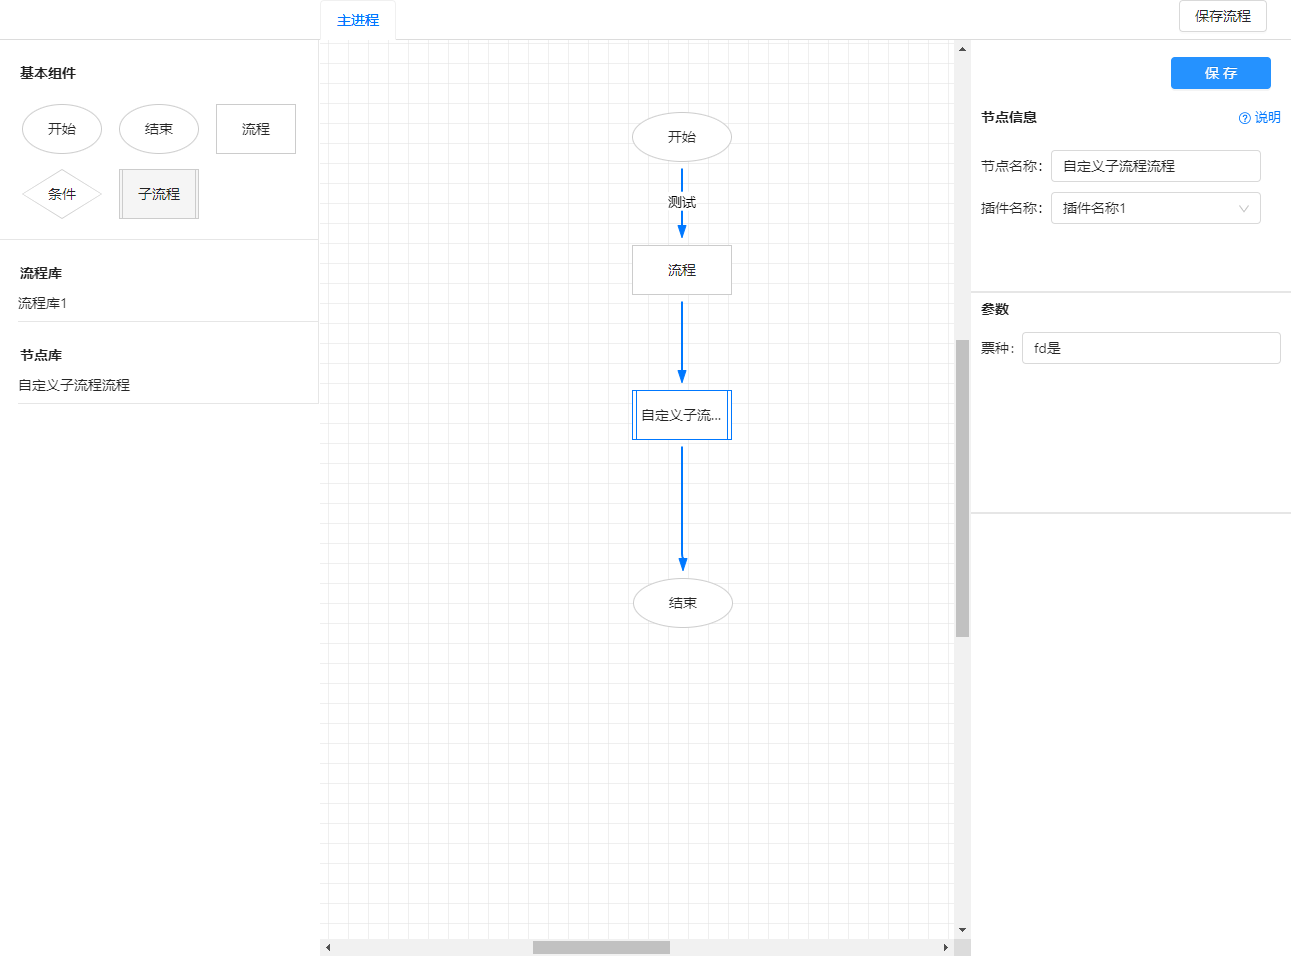 主进程
保存流程
基本组件
开始
结束
流程
条件
子流程
流程库
流程库1
节点库
自定义子流程流程
开始
测试
流程
自定义子流...
结束
保 存
节点信息
说明
节点名称：
自定义子流程流程
插件名称：
插件名称1
参数
票种：
fd是